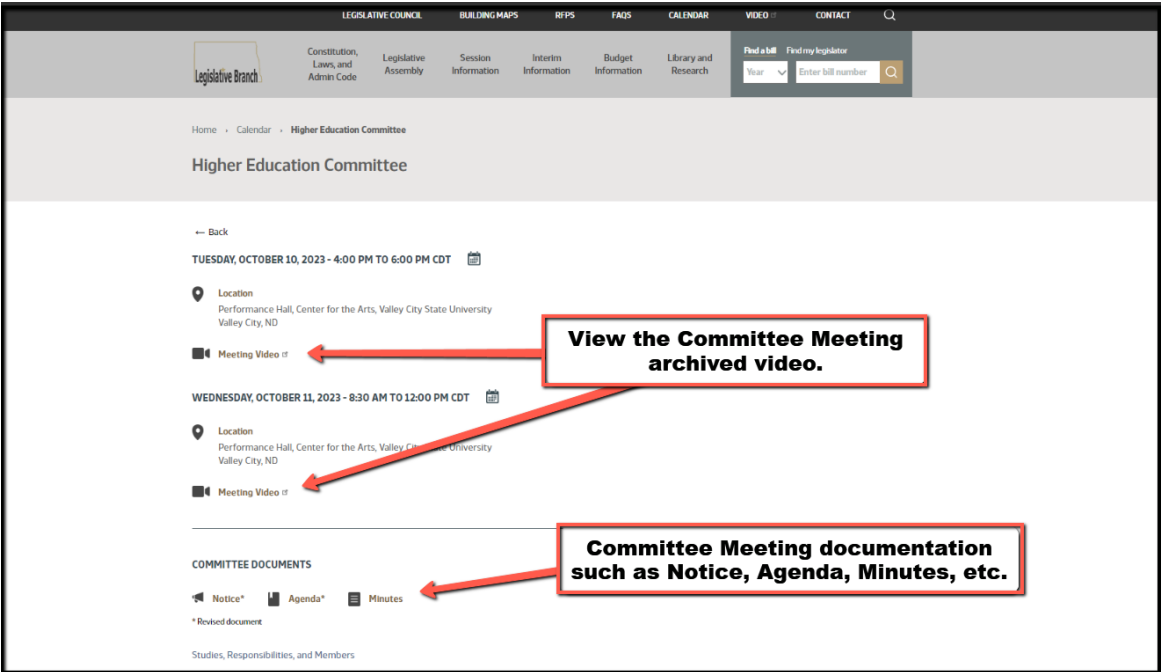 LEGISLATIVE COUNCIL BUILDING MAPS RFPS FAQS CALENDAR VIDEO CONTACT
Legislative Branch
Constitution,
Laws, and
Admin Code
Legislative
Assembly
Session
Information
Interim
Information
Budget
Information
Library and
Research
Find a bill Find my legislator
Year Enter bill number
Home › Calendar › Higher Education Committee
Higher Education Committee
← Back
TUESDAY, OCTOBER 10, 2023 - 4:00 PM TO 6:00 PM CDT
Location
Performance Hall, Center for the Arts, Valley City State University
Valley City, ND
Meeting Video
View the Committee Meeting
archived video.
WEDNESDAY, OCTOBER 11, 2023 - 8:30 AM TO 12:00 PM CDT
Location
Performance Hall, Center for the Arts, Valley City State University
Valley City, ND
Meeting Video
Committee Meeting documentation
such as Notice, Agenda, Minutes, etc.
COMMITTEE DOCUMENTS
Notice* Agenda* Minutes
* Revised document
Studies, Responsibilities, and Members